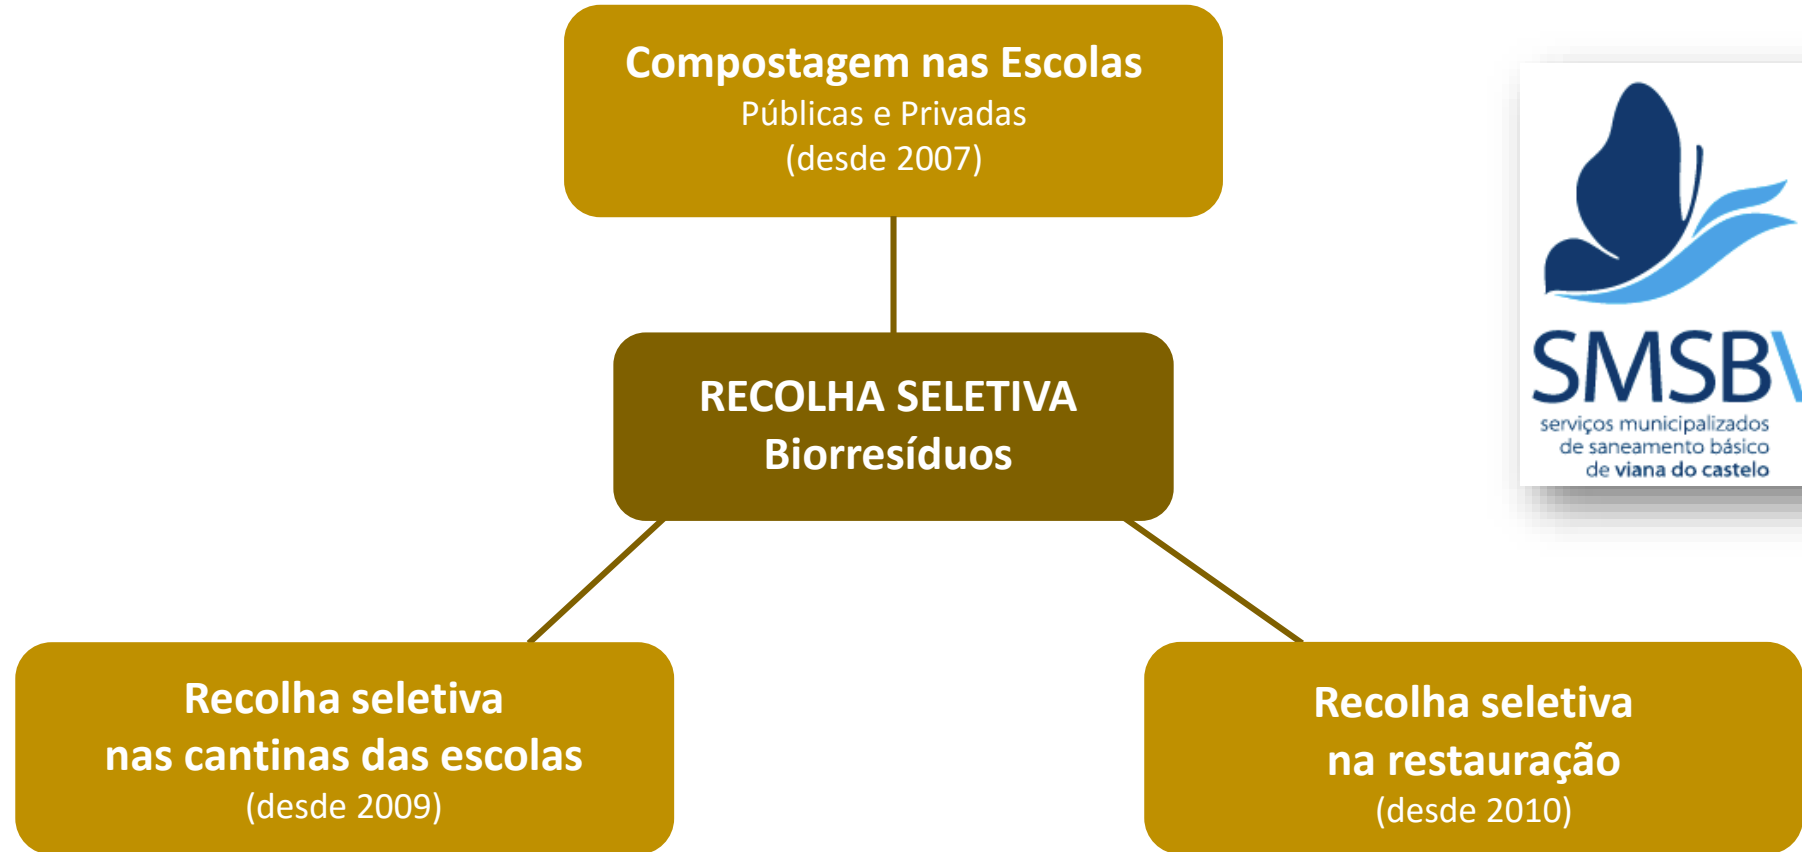 Compostagem nas Escolas
Públicas e Privadas
(desde 2007)
RECOLHA SELETIVA
Biorresíduos
Recolha seletiva
nas cantinas das escolas
(desde 2009)
Recolha seletiva
na restauração
(desde 2010)
SMSBV
serviços municipalizados
de saneamento básico
de viana do castelo